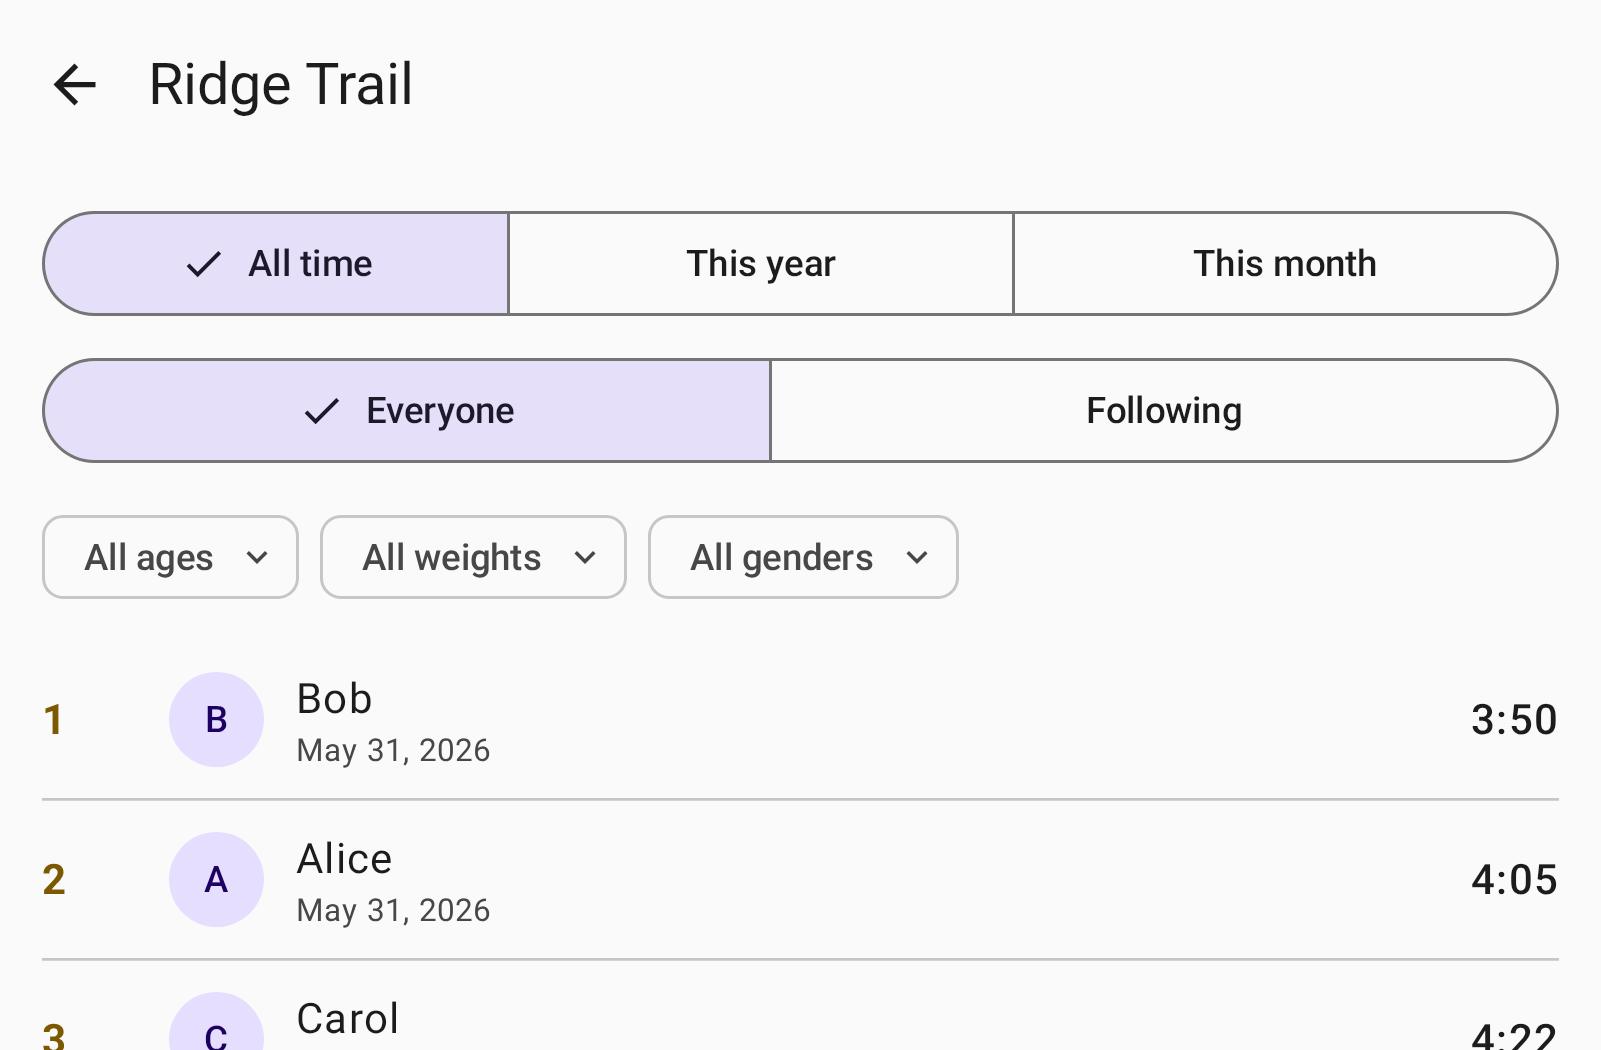 Ridge Trail
All time This year This month
Everyone Following
All ages All weights All genders
1 B Bob 3:50
May 31, 2026
2 A Alice 4:05
May 31, 2026
3 C Carol 4:22